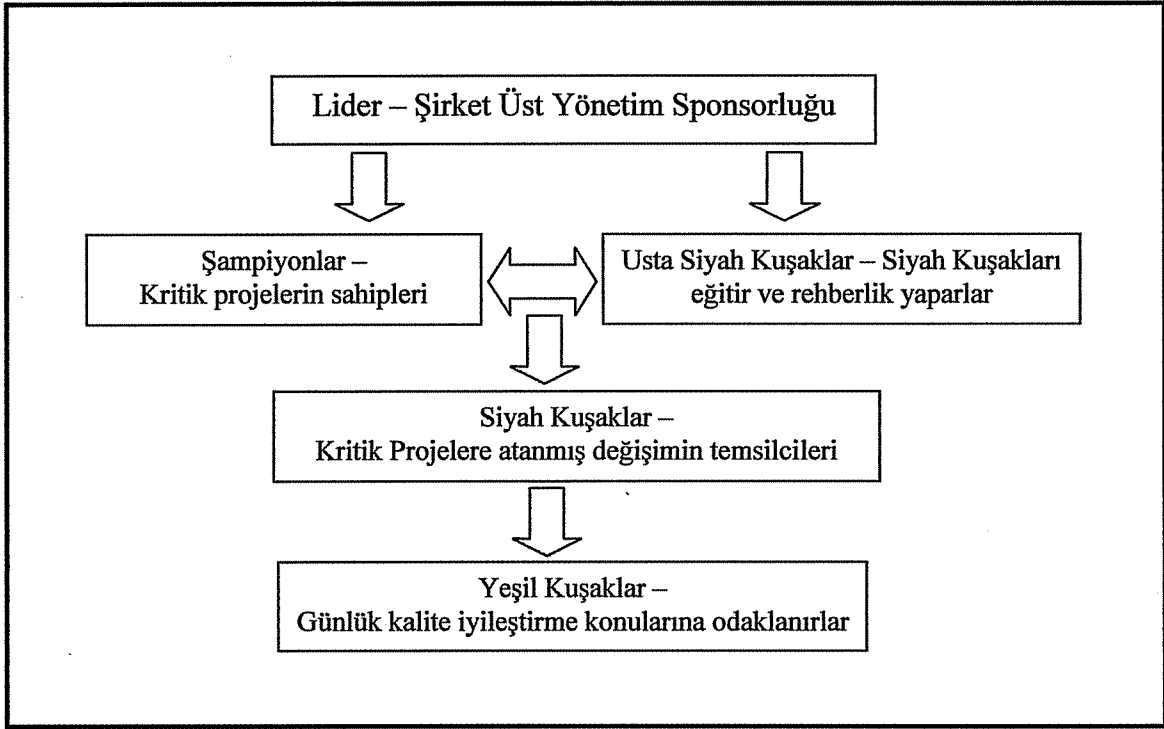 Lider – Şirket Üst Yönetim Sponsorluğu
Şampiyonlar –
Kritik projelerin sahipleri
Usta Siyah Kuşaklar – Siyah Kuşakları
eğitir ve rehberlik yaparlar
Siyah Kuşaklar –
Kritik Projelere atanmış değişimin temsilcileri
Yeşil Kuşaklar –
Günlük kalite iyileştirme konularına odaklanırlar